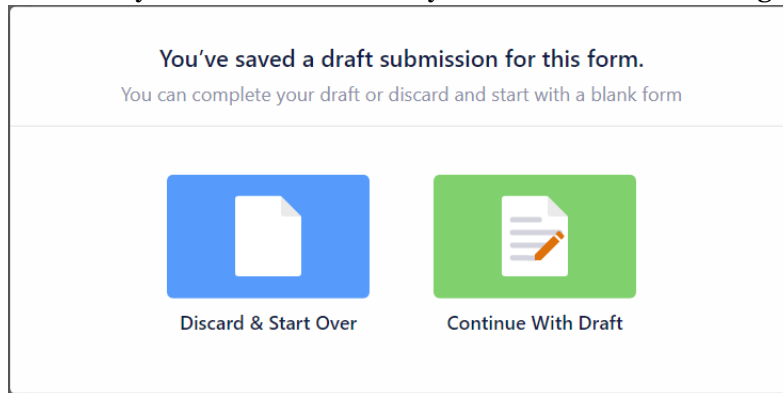 You've saved a draft submission for this form.
You can complete your draft or discard and start with a blank form
Discard & Start Over
Continue With Draft